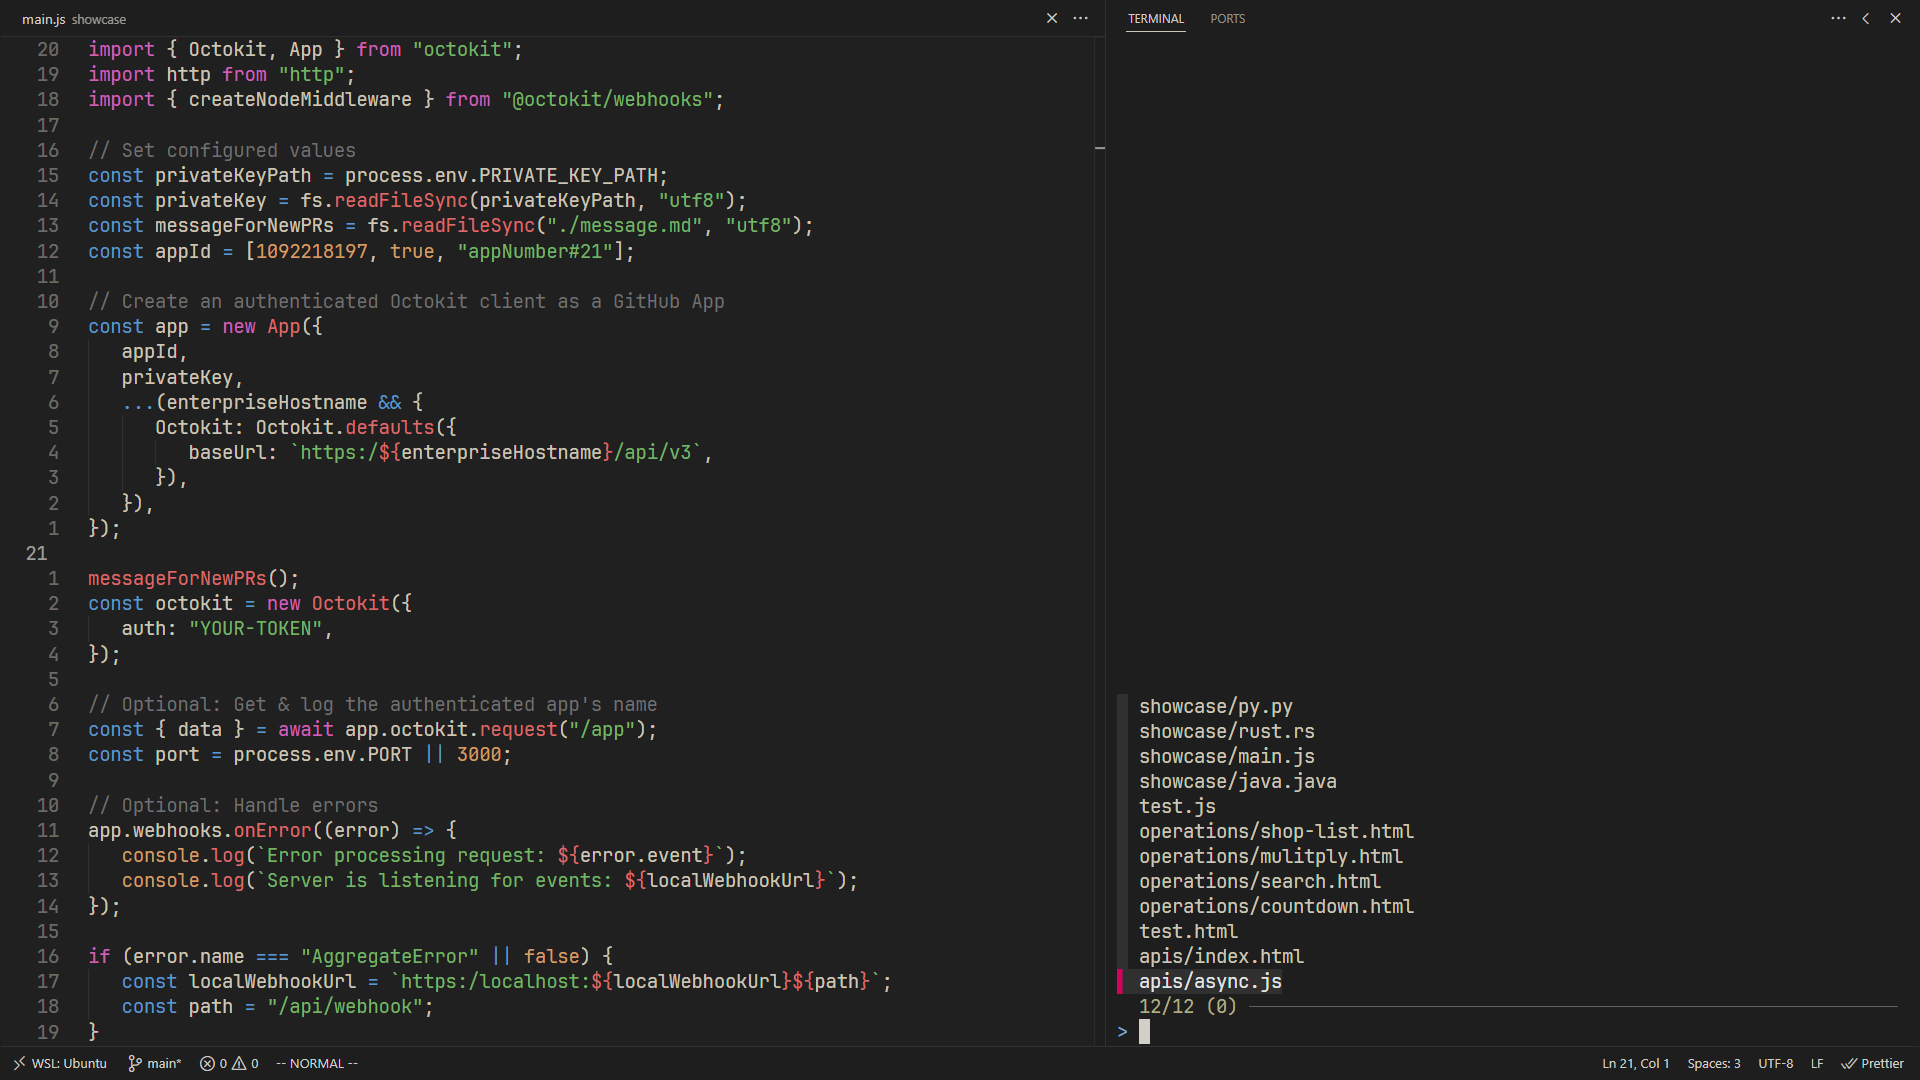 main.js showcase
20 import { Octokit, App } from "octokit";
19 import http from "http";
18 import { createNodeMiddleware } from "@octokit/webhooks";
17
16 // Set configured values
15 const privateKeyPath = process.env.PRIVATE_KEY_PATH;
14 const privateKey = fs.readFileSync(privateKeyPath, "utf8");
13 const messageForNewPRs = fs.readFileSync("./message.md", "utf8");
12 const appId = [1092218197, true, "appNumber#21"];
11
10 // Create an authenticated Octokit client as a GitHub App
9 const app = new App({
8 appId,
7 privateKey,
6 ...(enterpriseHostname && {
5 Octokit: Octokit.defaults({
4 baseUrl: `https:/${enterpriseHostname}/api/v3`,
3 }),
2 }),
1 });
21
1 messageForNewPRs();
2 const octokit = new Octokit({
3 auth: "YOUR-TOKEN",
4 });
5
6 // Optional: Get & log the authenticated app's name
7 const { data } = await app.octokit.request("/app");
8 const port = process.env.PORT || 3000;
9
10 // Optional: Handle errors
11 app.webhooks.onError((error) => {
12 console.log(`Error processing request: ${error.event}`);
13 console.log(`Server is listening for events: ${localWebhookUrl}`);
14 });
15
16 if (error.name === "AggregateError" || false) {
17 const localWebhookUrl = `https:/localhost:${localWebhookUrl}${path}`;
18 const path = "/api/webhook";
19 }
TERMINAL PORTS
showcase/py.py
showcase/rust.rs
showcase/main.js
showcase/java.java
test.js
operations/shop-list.html
operations/mulitply.html
operations/search.html
operations/countdown.html
test.html
apis/index.html
apis/async.js
12/12 (0)
>
WSL: Ubuntu main* 0 0 -- NORMAL -- Ln 21, Col 1 Spaces: 3 UTF-8 LF Prettier